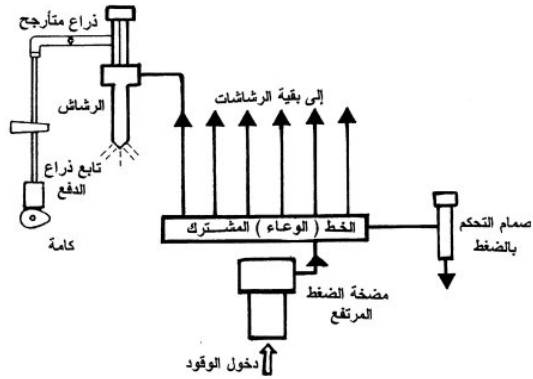 ذراع متأرجح
الرشاش
إلى بقية الرشاشات
تابع ذراع
الدفع
كامة
الخط ( الوعاء ) المشترك
صمام التحكم
بالضغط
مضخة الضغط
المرتفع
دخول الوقود